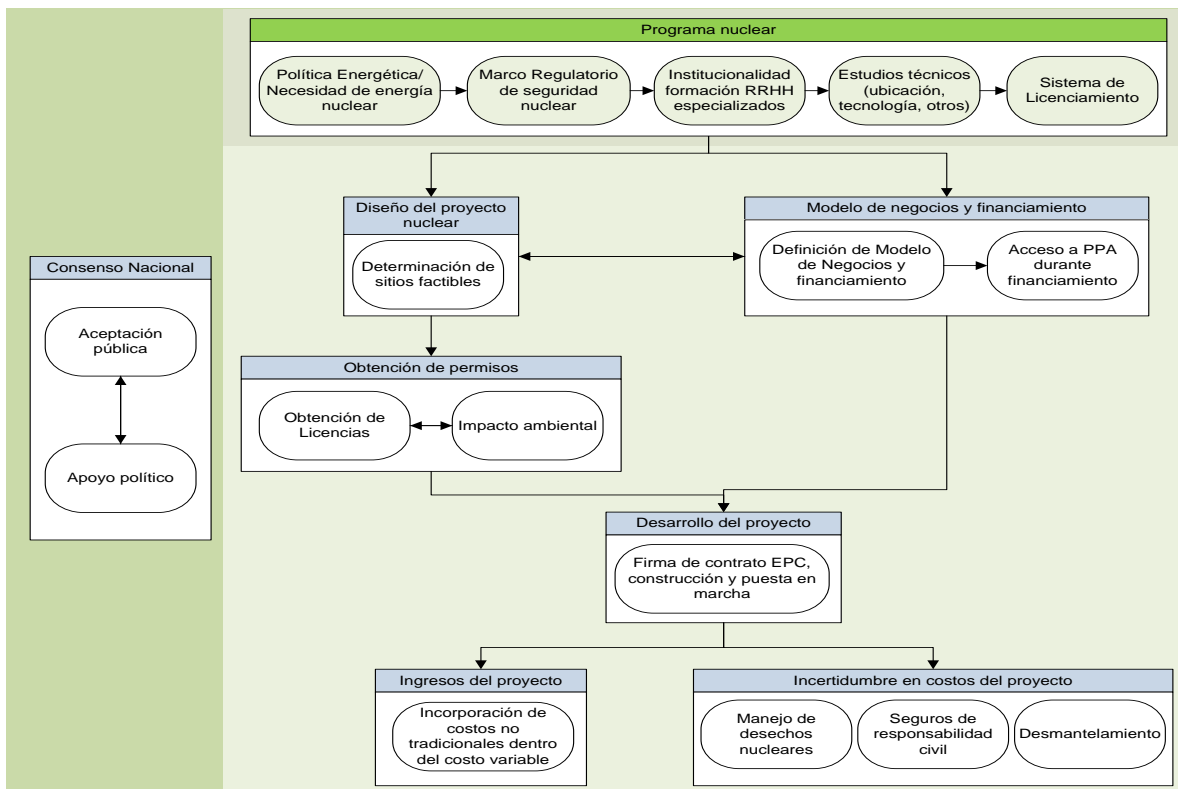 Programa nuclear
Política Energética/
Necesidad de energía
nuclear
Marco Regulatorio
de seguridad
nuclear
Institucionalidad
formación RRHH
especializados
Estudios técnicos
(ubicación,
tecnología, otros)
Sistema de
Licenciamiento
Diseño del proyecto
nuclear
Determinación de
sitios factibles
Modelo de negocios y financiamiento
Definición de Modelo
de Negocios y
financiamiento
Acceso a PPA
durante
financiamiento
Consenso Nacional
Aceptación
pública
Apoyo político
Obtención de permisos
Obtención de
Licencias
Impacto ambiental
Desarrollo del proyecto
Firma de contrato EPC,
construcción y puesta en
marcha
Ingresos del proyecto
Incorporación de
costos no
tradicionales dentro
del costo variable
Incertidumbre en costos del proyecto
Manejo de
desechos
nucleares
Seguros de
responsabilidad
civil
Desmantelamiento